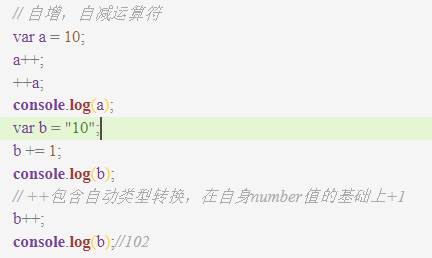 // 自增，自减运算符
var a = 10;
a++;
++a;
console.log(a);
var b = "10";
b += 1;
console.log(b);
// ++包含自动类型转换，在自身number值的基础上+1
b++;
console.log(b);//102